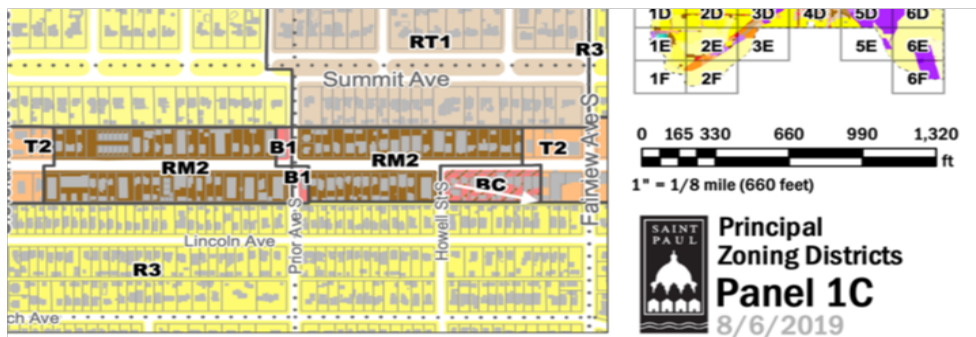 RT1
R3
Summit Ave
T2
B1
T2
RM2
RM2
B1
BC
Prior Ave S
Howell St S
Fairview Ave S
Lincoln Ave
R3
ch Ave
1D 2D 3D 4D 5D 6D
1E 2E 3E 5E 6E
1F 2F 6F
0 165 330 660 990 1,320
ft
1" = 1/8 mile (660 feet)
SAINT
PAUL
Principal
Zoning Districts
Panel 1C
8/6/2019